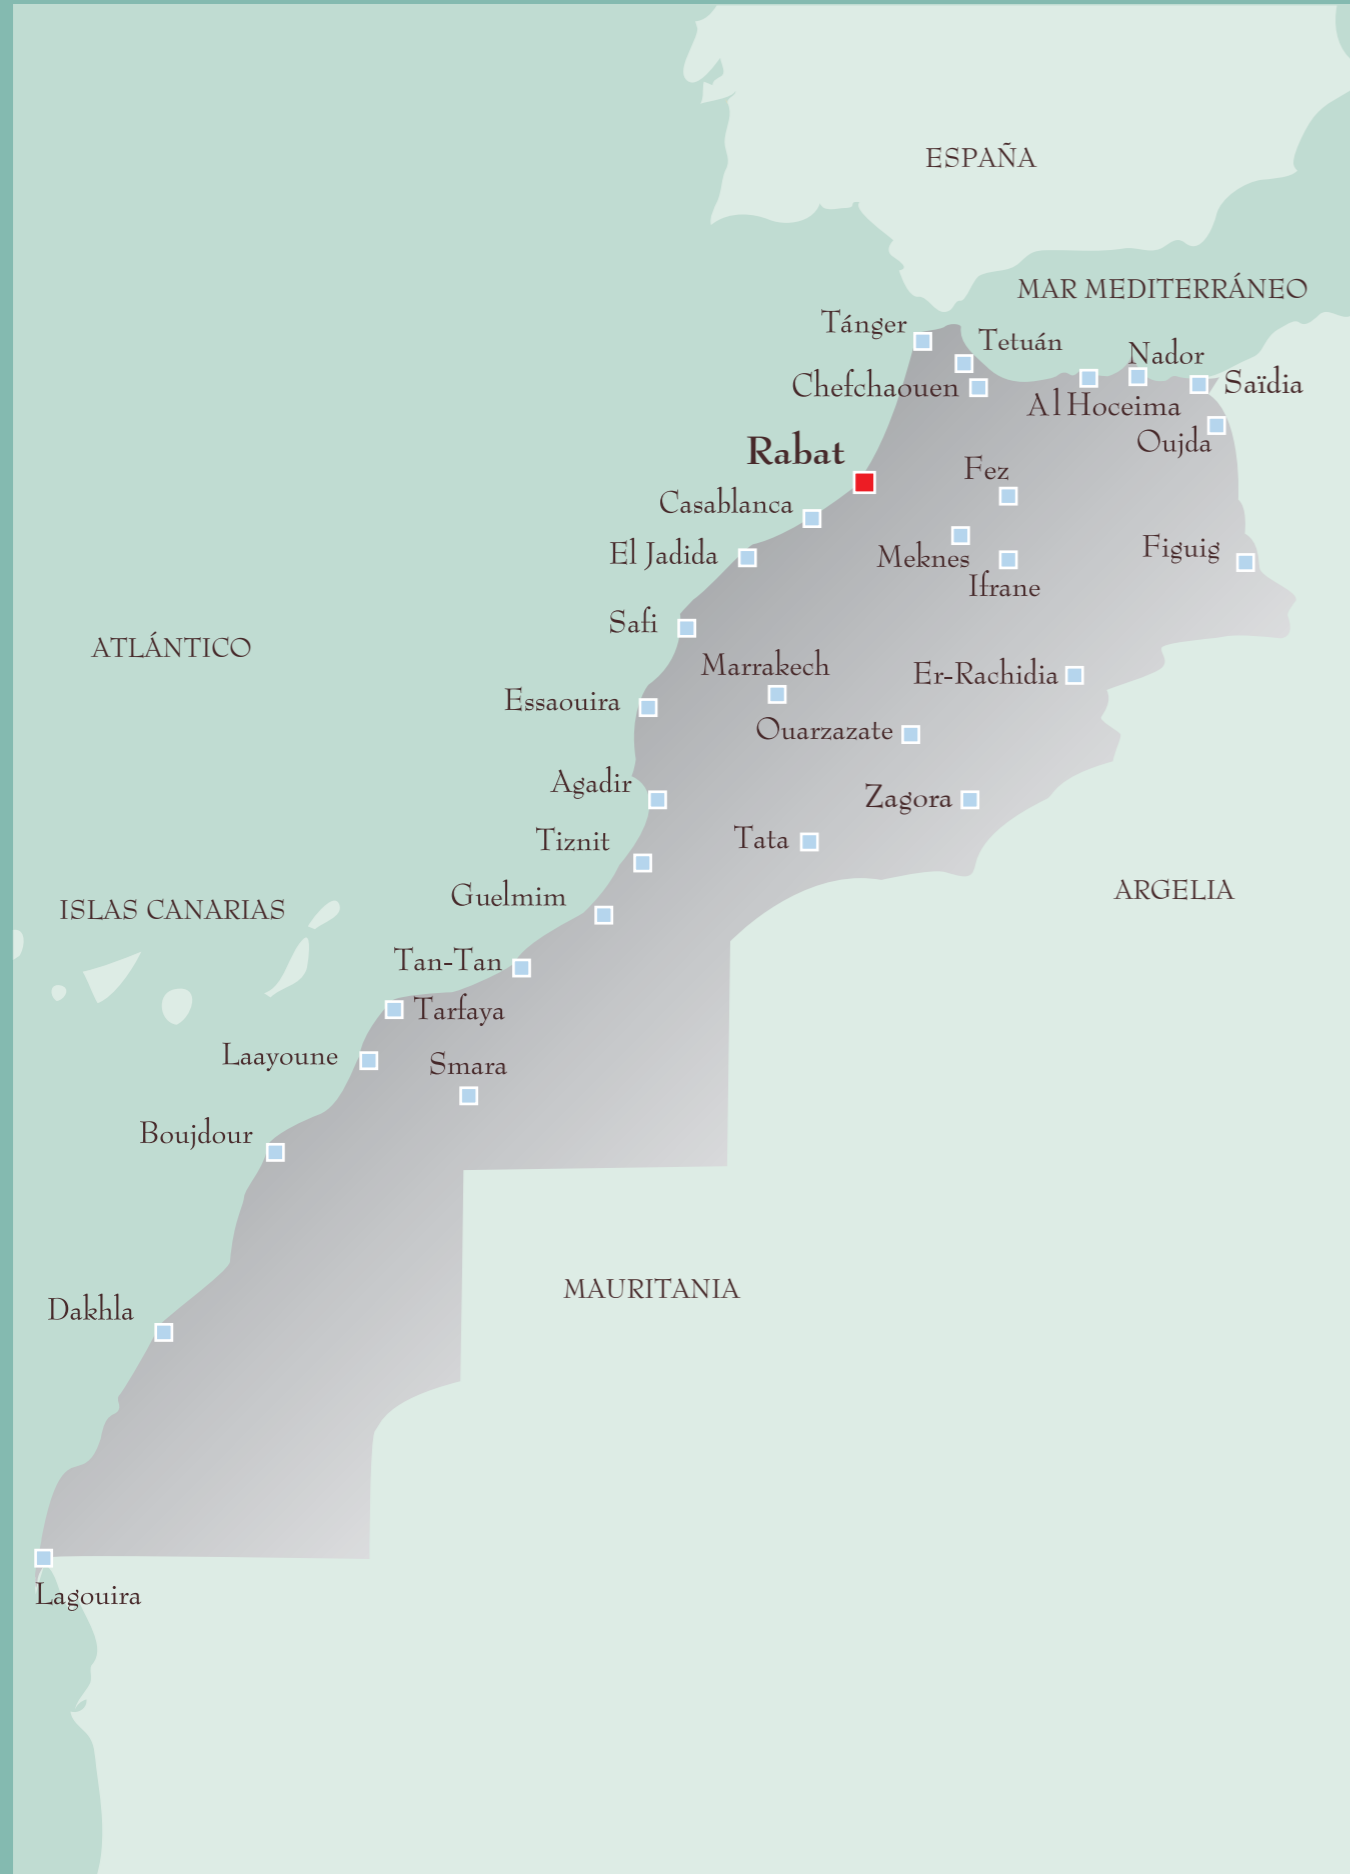 ESPAÑA
MAR MEDITERRÁNEO
Tánger
Tetuán
Nador
Chefchaouen
Saïdia
Al Hoceima
Oujda
Rabat
Fez
Casablanca
El Jadida
Meknes
Figuig
Ifrane
Safi
ATLÁNTICO
Marrakech
Er-Rachidia
Essaouira
Ouarzazate
Agadir
Zagora
Tiznit
Tata
ARGELIA
Guelmim
ISLAS CANARIAS
Tan-Tan
Tarfaya
Laayoune
Smara
Boujdour
MAURITANIA
Dakhla
Lagouira